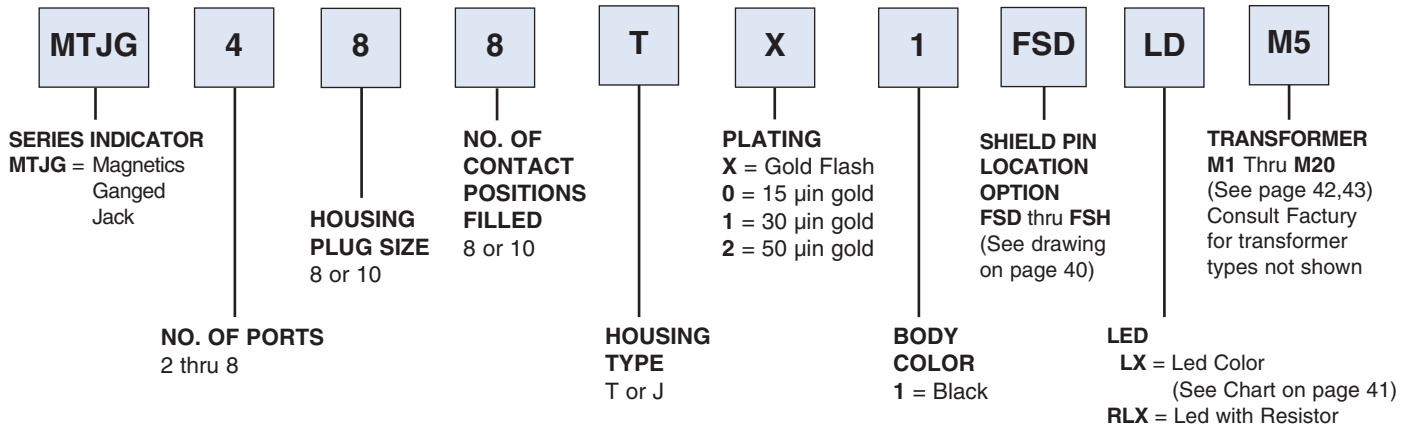 MTJG 4 8 8 T X 1 FSD LD M5
SERIES INDICATOR
MTJG = Magnetics
Ganged
Jack
NO. OF PORTS
2 thru 8
HOUSING
PLUG SIZE
8 or 10
NO. OF
CONTACT
POSITIONS
FILLED
8 or 10
HOUSING
TYPE
T or J
PLATING
X = Gold Flash
0 = 15 µin gold
1 = 30 µin gold
2 = 50 µin gold
BODY
COLOR
1 = Black
SHIELD PIN
LOCATION
OPTION
FSD thru FSH
(See drawing
on page 40)
LED
LX = Led Color
(See Chart on page 41)
RLX = Led with Resistor
TRANSFORMER
M1 Thru M20
(See page 42,43)
Consult Factury
for transformer
types not shown